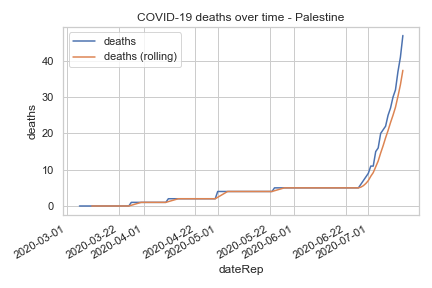 COVID-19 deaths over time - Palestine
deaths
deaths (rolling)
deaths
40
30
20
10
0
2020-03-01
2020-03-22
2020-04-01
2020-04-22
2020-05-01
2020-05-22
2020-06-01
2020-06-22
2020-07-01
dateRep